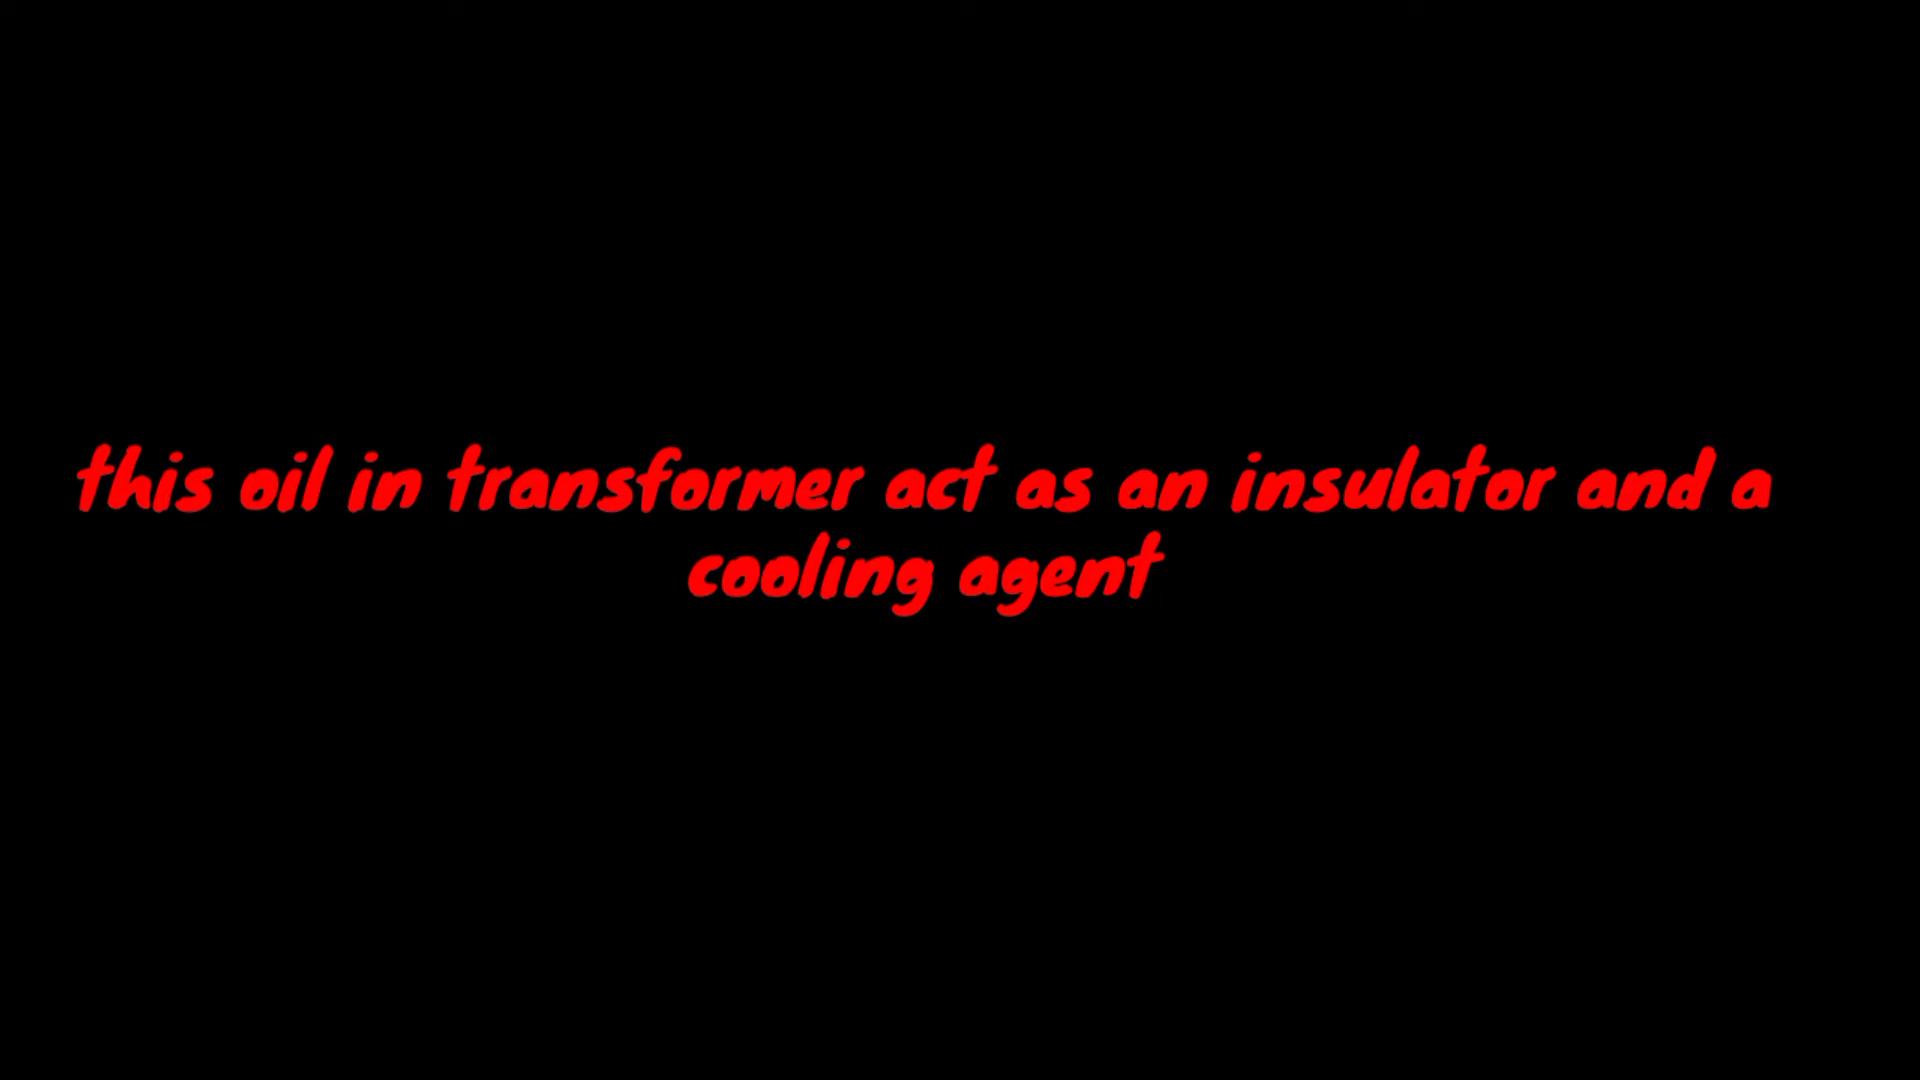 this oil in transformer act as an insulator and a
cooling agent